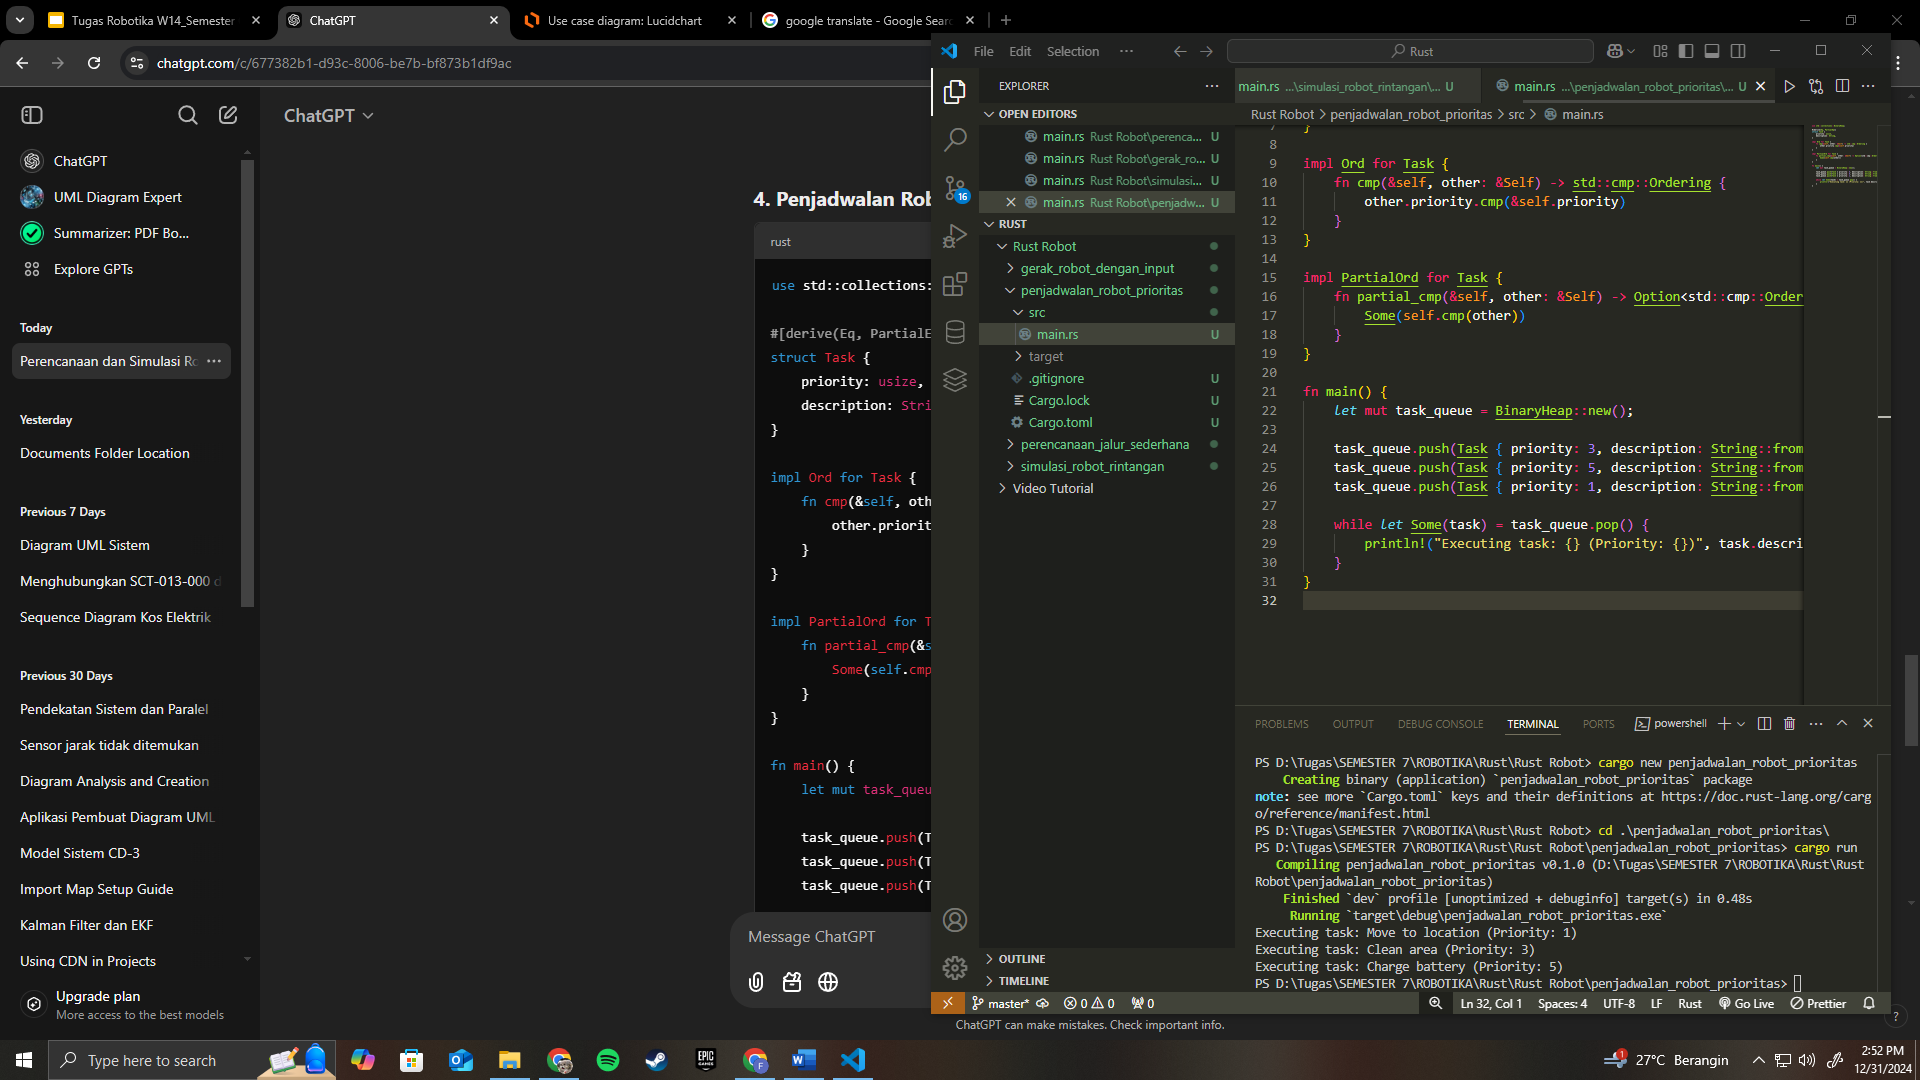 Tugas Robotika W14_Semester
ChatGPT
Use case diagram: Lucidchart
google translate - Google Sear
chatgpt.com/c/677382b1-d93c-8006-be7b-bf873b1df9ac
ChatGPT
UML Diagram Expert
Summarizer: PDF Bo...
Explore GPTs
Today
Perencanaan dan Simulasi Ro
Yesterday
Documents Folder Location
Previous 7 Days
Diagram UML Sistem
Menghubungkan SCT-013-000 d
Sequence Diagram Kos Elektrik
Previous 30 Days
Pendekatan Sistem dan Paralel
Sensor jarak tidak ditemukan
Diagram Analysis and Creation
Aplikasi Pembuat Diagram UML
Model Sistem CD-3
Import Map Setup Guide
Kalman Filter dan EKF
Using CDN in Projects
Upgrade plan
More access to the best models
ChatGPT
4. Penjadwalan Rob
rust
use std::collections:
#[derive(Eq, PartialE
struct Task {
priority: usize,
description: Stri
}
impl Ord for Task {
fn cmp(&self, oth
other.priorit
}
}
impl PartialOrd for T
fn partial_cmp(&s
Some(self.cmp
}
}
fn main() {
let mut task_queu
task_queue.push(T
task_queue.push(T
task_queue.push(T
Message ChatGPT
ChatGPT can make mistakes. Check important info.
?
File Edit Selection ...
Rust
EXPLORER
OPEN EDITORS
main.rs Rust Robot\perenca... U
main.rs Rust Robot\gerak_ro... U
main.rs Rust Robot\simulasi... U
main.rs Rust Robot\penjadw... U
RUST
Rust Robot
gerak_robot_dengan_input
penjadwalan_robot_prioritas
src
main.rs U
target
.gitignore U
Cargo.lock U
Cargo.toml U
perencanaan_jalur_sederhana
simulasi_robot_rintangan
Video Tutorial
OUTLINE
TIMELINE
16
main.rs ...\simulasi_robot_rintangan\... U
main.rs ...\penjadwalan_robot_prioritas\... U
Rust Robot > penjadwalan_robot_prioritas > src > main.rs
7 }
8
9 impl Ord for Task {
10 fn cmp(&self, other: &Self) -> std::cmp::Ordering {
11 other.priority.cmp(&self.priority)
12 }
13 }
14
15 impl PartialOrd for Task {
16 fn partial_cmp(&self, other: &Self) -> Option<std::cmp::Order
17 Some(self.cmp(other))
18 }
19 }
20
21 fn main() {
22 let mut task_queue = BinaryHeap::new();
23
24 task_queue.push(Task { priority: 3, description: String::from
25 task_queue.push(Task { priority: 5, description: String::from
26 task_queue.push(Task { priority: 1, description: String::from
27
28 while let Some(task) = task_queue.pop() {
29 println!("Executing task: {} (Priority: {})", task.descri
30 }
31 }
32
PROBLEMS OUTPUT DEBUG CONSOLE TERMINAL PORTS powershell
PS D:\Tugas\SEMESTER 7\ROBOTIKA\Rust\Rust Robot> cargo new penjadwalan_robot_prioritas
Creating binary (application) `penjadwalan_robot_prioritas` package
note: see more `Cargo.toml` keys and their definitions at https://doc.rust-lang.org/carg
o/reference/manifest.html
PS D:\Tugas\SEMESTER 7\ROBOTIKA\Rust\Rust Robot> cd .\penjadwalan_robot_prioritas\
PS D:\Tugas\SEMESTER 7\ROBOTIKA\Rust\Rust Robot\penjadwalan_robot_prioritas> cargo run
Compiling penjadwalan_robot_prioritas v0.1.0 (D:\Tugas\SEMESTER 7\ROBOTIKA\Rust\Rust
Robot\penjadwalan_robot_prioritas)
Finished `dev` profile [unoptimized + debuginfo] target(s) in 0.48s
Running `target\debug\penjadwalan_robot_prioritas.exe`
Executing task: Move to location (Priority: 1)
Executing task: Clean area (Priority: 3)
Executing task: Charge battery (Priority: 5)
PS D:\Tugas\SEMESTER 7\ROBOTIKA\Rust\Rust Robot\penjadwalan_robot_prioritas>
master* 0 0 0 Ln 32, Col 1 Spaces: 4 UTF-8 LF Rust Go Live Prettier
Type here to search
EPIC GAMES
27°C Berangin
2:52 PM
12/31/2024